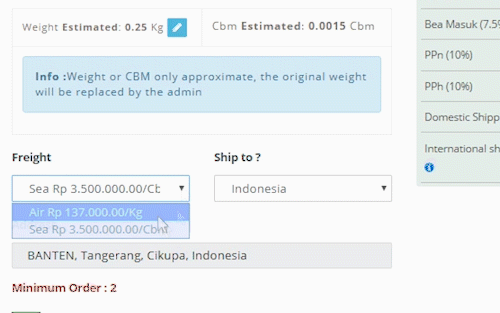 Weight Estimated: 0.25 Kg
Cbm Estimated: 0.0015 Cbm
Info :Weight or CBM only approximate, the original weight
will be replaced by the admin
Freight
Ship to ?
Sea Rp 3.500.000.00/Cb
Indonesia
Air Rp 137.000.00/Kg
Sea Rp 3.500.000.00/Cbm
BANTEN, Tangerang, Cikupa, Indonesia
Minimum Order : 2
Bea Masuk (7.5%
PPn (10%)
PPh (10%)
Domestic Shipp
International sh